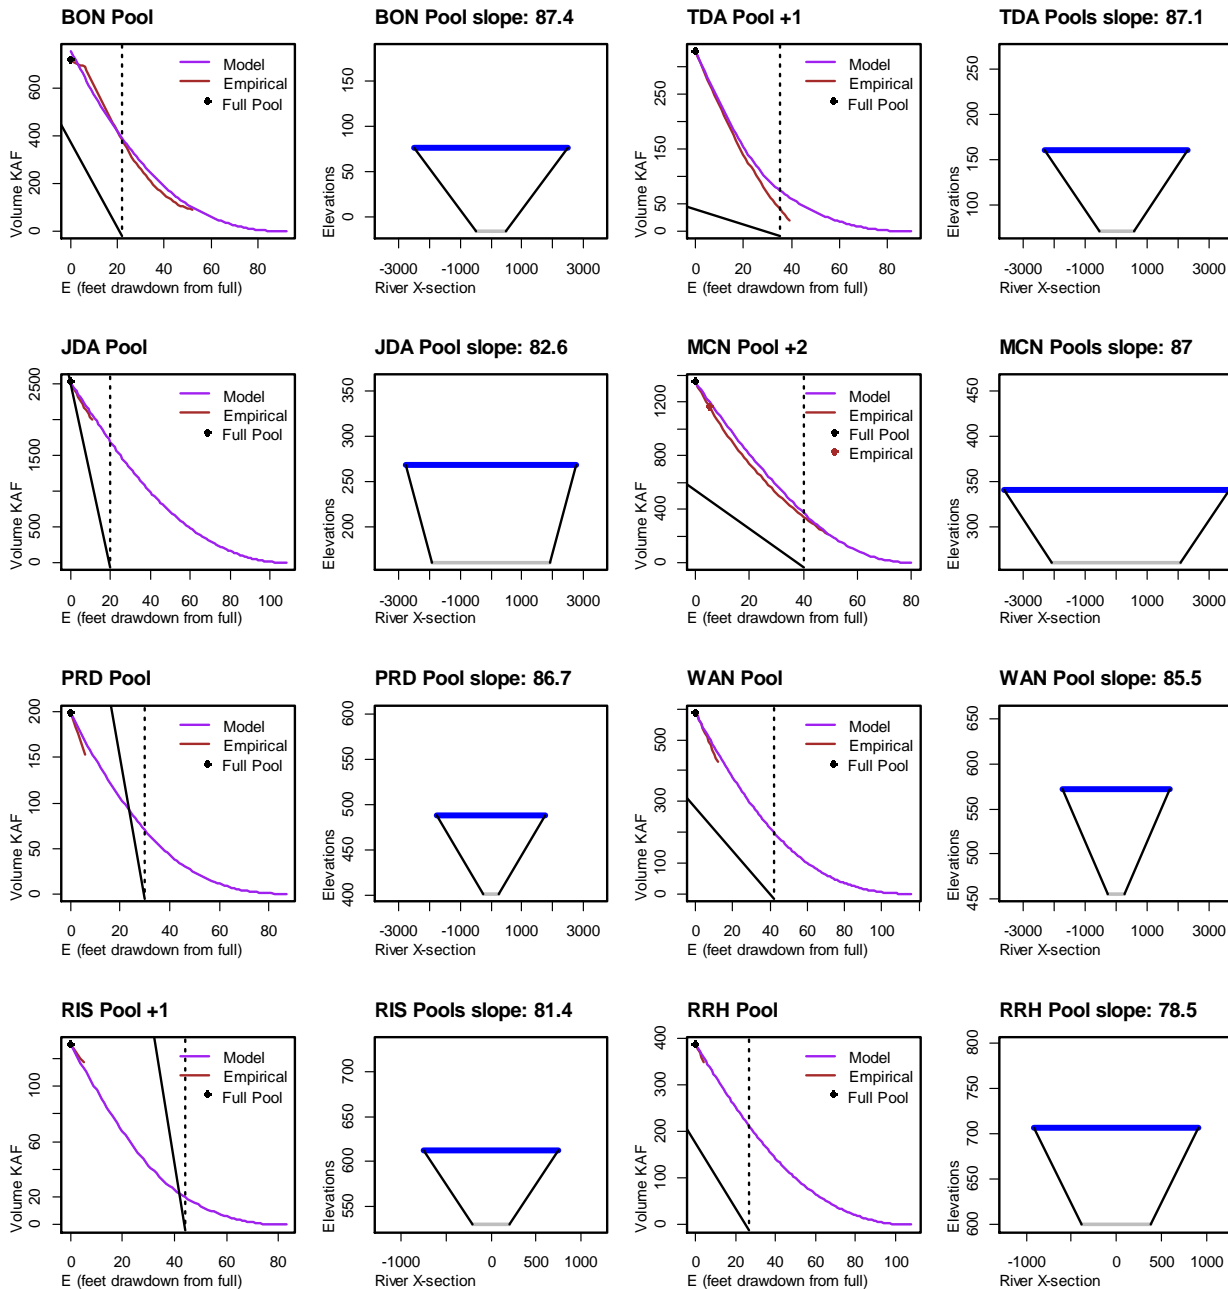 BON Pool
Volume KAF
0 200 400 600
Model
Empirical
Full Pool
0 20 40 60 80
E (feet drawdown from full)
BON Pool slope: 87.4
Elevations
0 50 100 150
-3000 -1000 1000 3000
River X-section
TDA Pool +1
Volume KAF
0 50 150 250 350
Model
Empirical
Full Pool
0 20 40 60 80
E (feet drawdown from full)
TDA Pools slope: 87.1
Elevations
100 150 200 250
-3000 -1000 1000 3000
River X-section
JDA Pool
Volume KAF
0 500 1500 2500
Model
Empirical
Full Pool
0 20 40 60 80 100
E (feet drawdown from full)
JDA Pool slope: 82.6
Elevations
200 250 300 350
-3000 -1000 1000 3000
River X-section
MCN Pool +2
Volume KAF
0 400 800 1200
Model
Empirical
Full Pool
Empirical
0 20 40 60 80
E (feet drawdown from full)
MCN Pools slope: 87
Elevations
300 350 400 450
-3000 -1000 1000 3000
River X-section
PRD Pool
Volume KAF
0 50 100 150 200
Model
Empirical
Full Pool
0 20 40 60 80
E (feet drawdown from full)
PRD Pool slope: 86.7
Elevations
400 450 500 550 600
-3000 -1000 1000 3000
River X-section
WAN Pool
Volume KAF
0 100 300 500
Model
Empirical
Full Pool
0 20 40 60 80 100
E (feet drawdown from full)
WAN Pool slope: 85.5
Elevations
450 500 550 600 650
-3000 -1000 1000 3000
River X-section
RIS Pool +1
Volume KAF
0 20 60 100
Model
Empirical
Full Pool
0 20 40 60 80
E (feet drawdown from full)
RIS Pools slope: 81.4
Elevations
550 600 650 700
-1000 0 500 1000
River X-section
RRH Pool
Volume KAF
0 100 200 300 400
Model
Empirical
Full Pool
0 20 40 60 80 100
E (feet drawdown from full)
RRH Pool slope: 78.5
Elevations
600 650 700 750 800
-1000 0 500 1000
River X-section